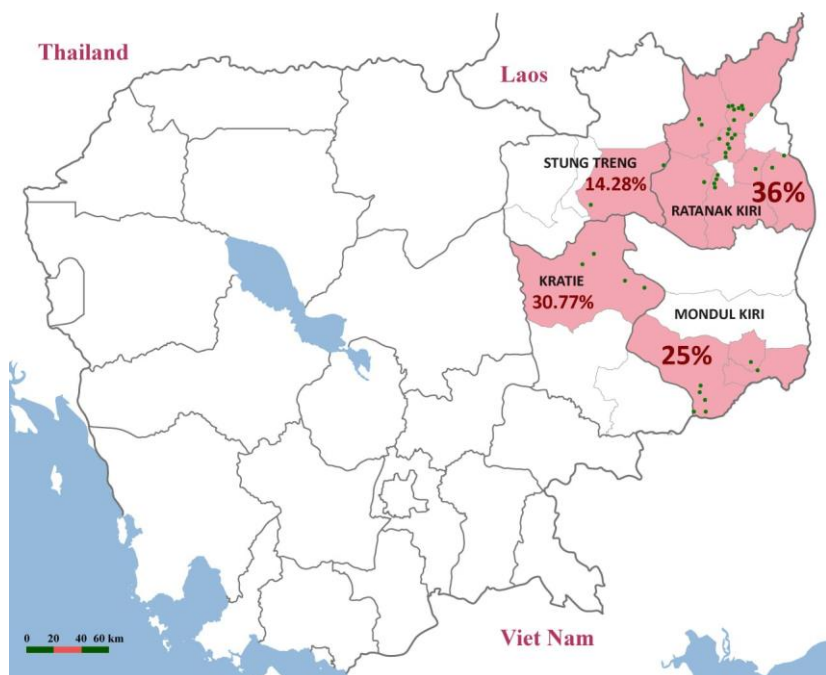 Thailand
Laos
STUNG TRENG
14.28%
36%
RATANAK KIRI
KRATIE
30.77%
MONDUL KIRI
25%
0 20 40 60 km
Viet Nam